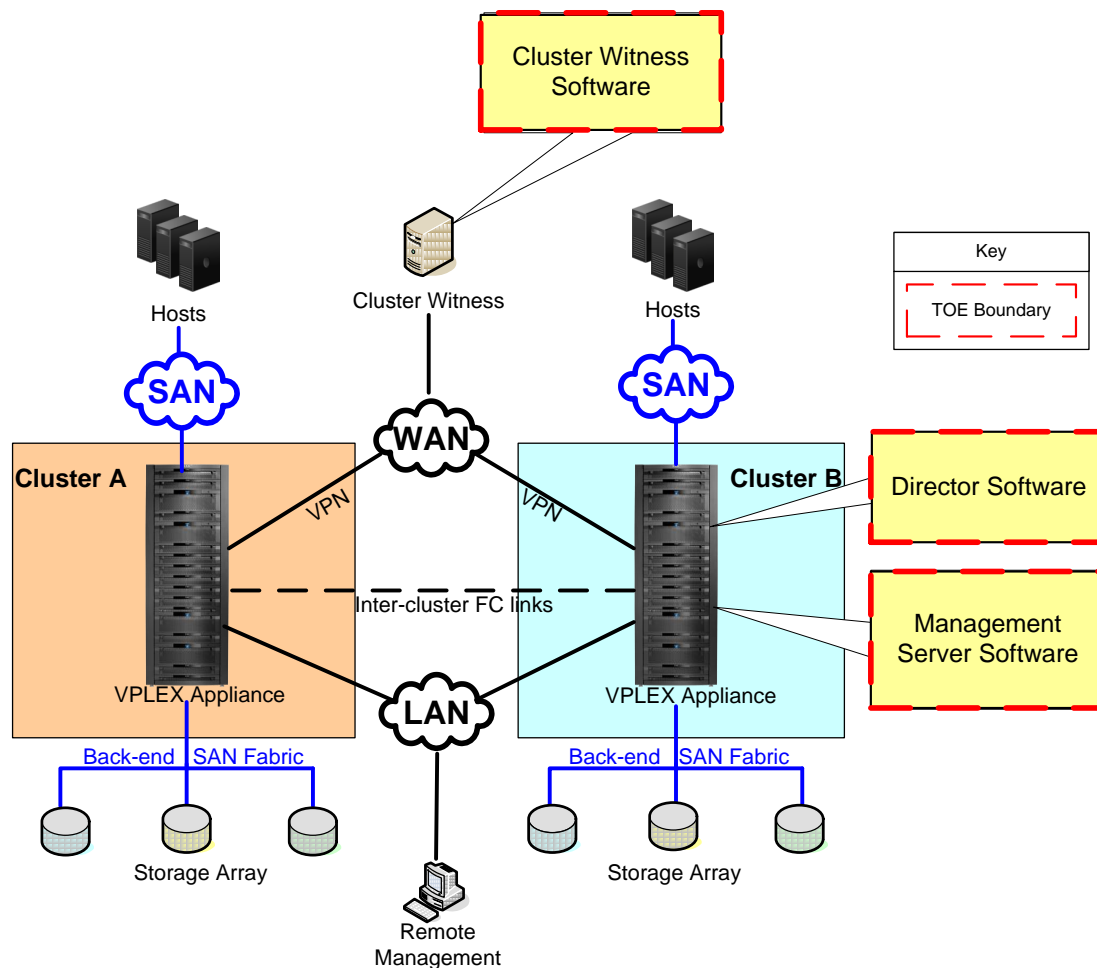 Cluster Witness
Software
Hosts
Cluster Witness
Hosts
Key
TOE Boundary
SAN
SAN
WAN
Cluster A
VPN
VPN
Cluster B
Director Software
Inter-cluster FC links
Management
Server Software
VPLEX Appliance
LAN
VPLEX Appliance
Back-end SAN Fabric
Back-end SAN Fabric
Storage Array
Storage Array
Remote
Management